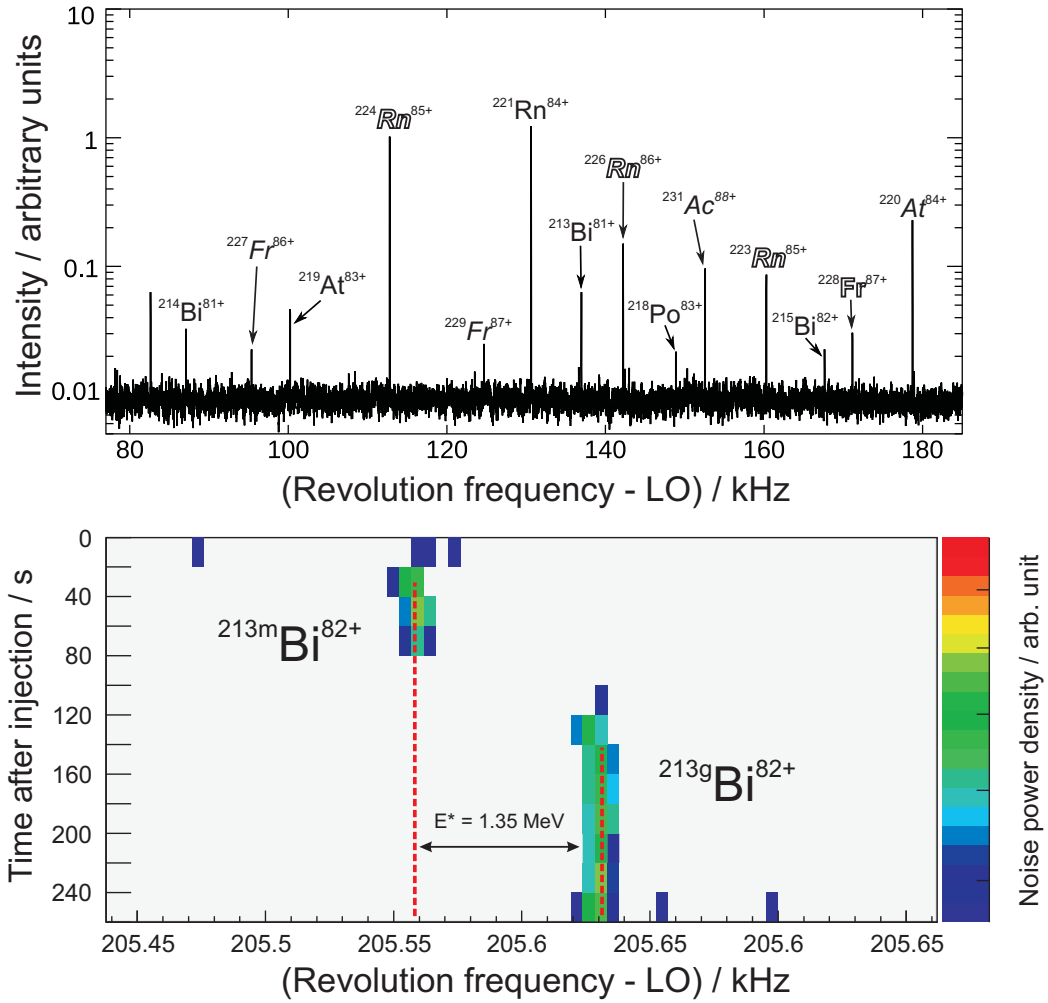 Intensity / arbitrary units
10
1
0.1
0.01
²²⁴Rn⁸⁵⁺
²²¹Rn⁸⁴⁺
²²⁶Rn⁸⁶⁺
²³¹Ac⁸⁸⁺
²²⁰At⁸⁴⁺
²¹³Bi⁸¹⁺
²²⁷Fr⁸⁶⁺
²²³Rn⁸⁵⁺
²¹⁹At⁸³⁺
²²⁸Fr⁸⁷⁺
²¹⁴Bi⁸¹⁺
²¹⁸Po⁸³⁺
²²⁹Fr⁸⁷⁺
²¹⁵Bi⁸²⁺
80 100 120 140 160 180
(Revolution frequency - LO) / kHz
Time after injection / s
0
40
80
120
160
200
240
²¹³ᵐBi⁸²⁺
²¹³ᵍBi⁸²⁺
E* = 1.35 MeV
205.45 205.5 205.55 205.6 205.65 205.6 205.65
(Revolution frequency - LO) / kHz
Noise power density / arb. unit